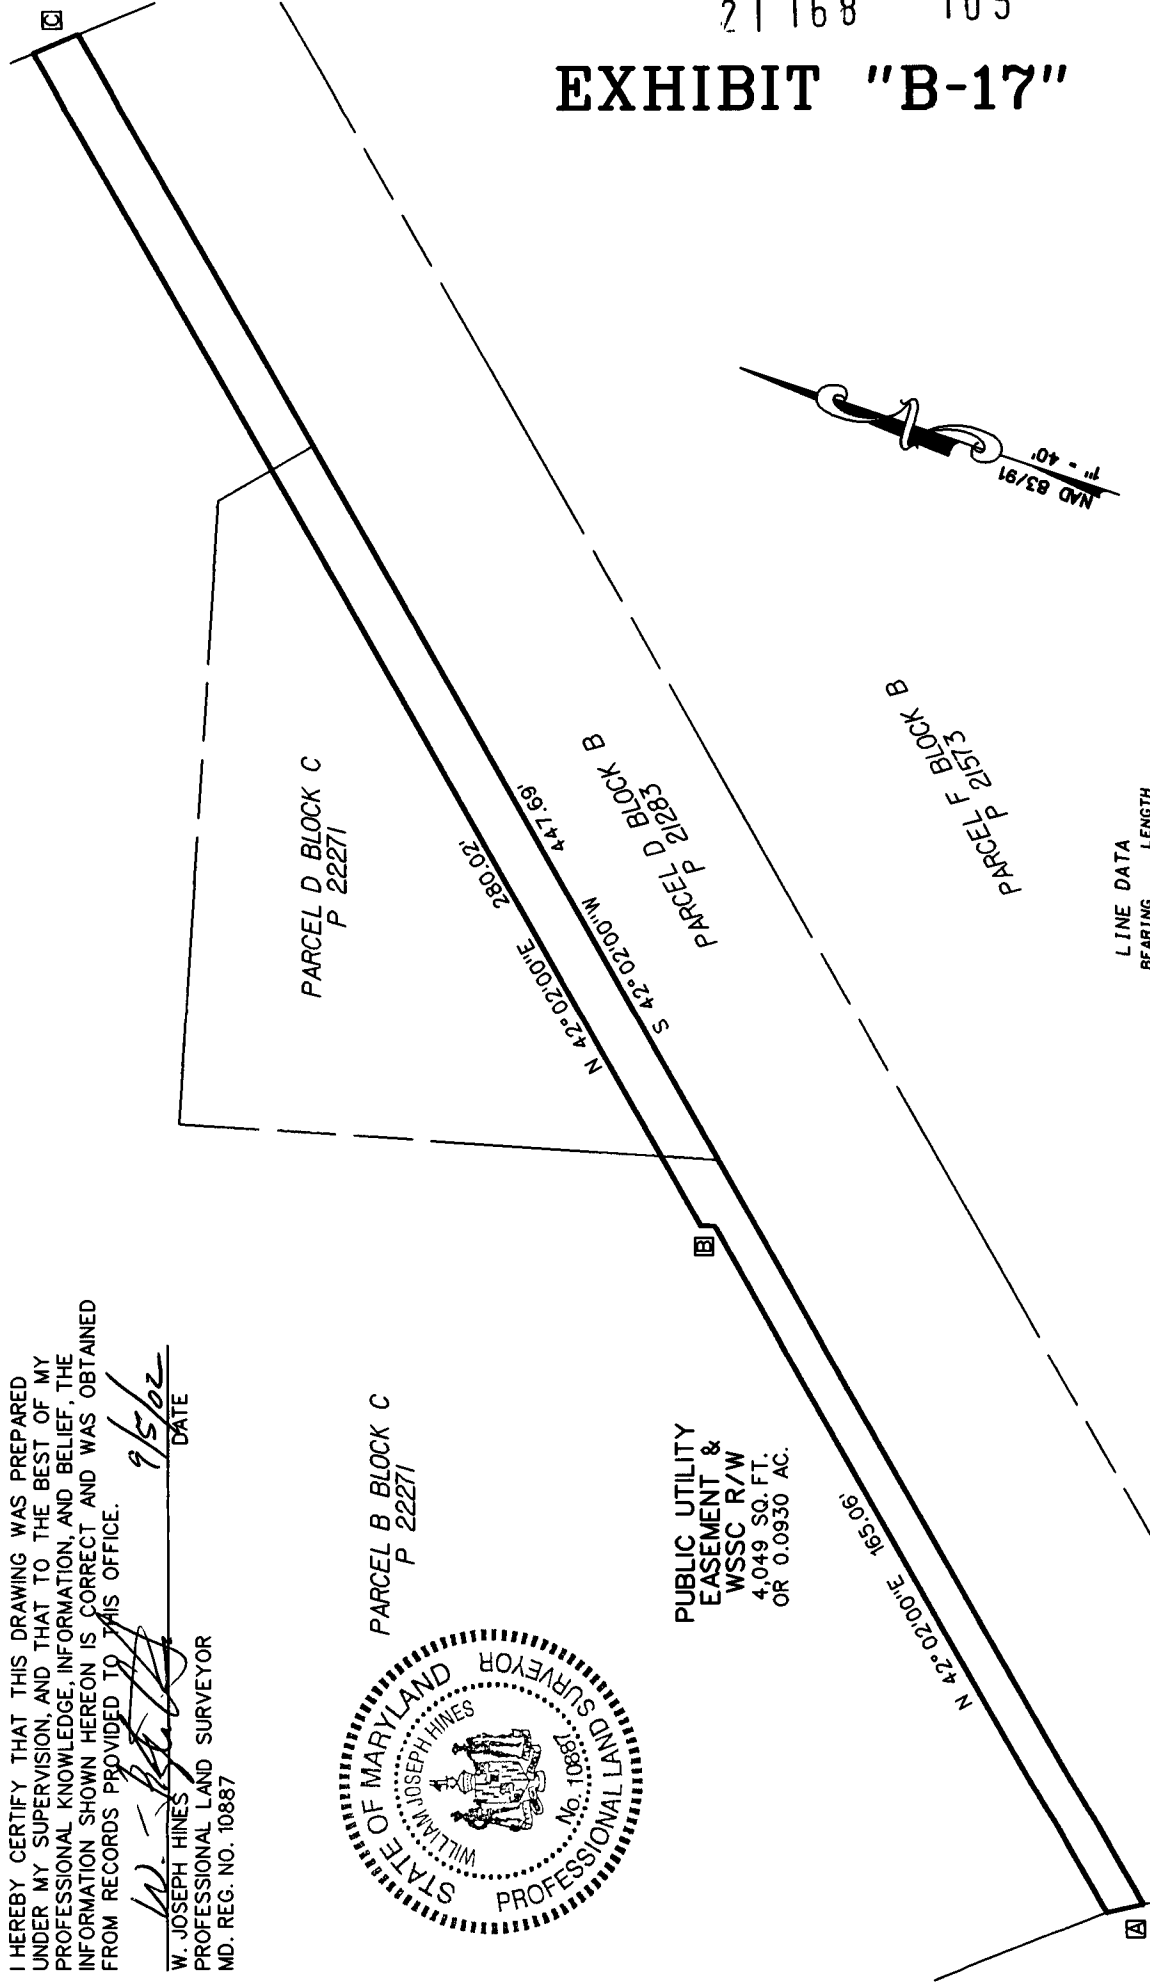 21168 105
EXHIBIT "B-17"
I HEREBY CERTIFY THAT THIS DRAWING WAS PREPARED
UNDER MY SUPERVISION, AND THAT TO THE BEST OF MY
PROFESSIONAL KNOWLEDGE, INFORMATION, AND BELIEF, THE
INFORMATION SHOWN HEREON IS CORRECT AND WAS OBTAINED
FROM RECORDS PROVIDED TO THIS OFFICE.
9/5/02
W. JOSEPH HINES
DATE
PROFESSIONAL LAND SURVEYOR
MD. REG. NO. 10887
STATE OF MARYLAND
WILLIAM JOSEPH HINES
No. 10887
PROFESSIONAL LAND SURVEYOR
PARCEL B BLOCK C
P 22271
PARCEL D BLOCK C
P 22271
PUBLIC UTILITY
EASEMENT &
WSSC R/W
4,049 SQ. FT.
OR 0.0930 AC.
N 42° 02'00"E 165.06'
N 42° 02'00"E 280.02'
S 42° 02'00"W 447.69'
PARCEL D BLOCK B
P 21283
PARCEL F BLOCK B
P 21573
A
B
C
NAD 83/91
1" = 40'
LINE DATA
BEARING LENGTH